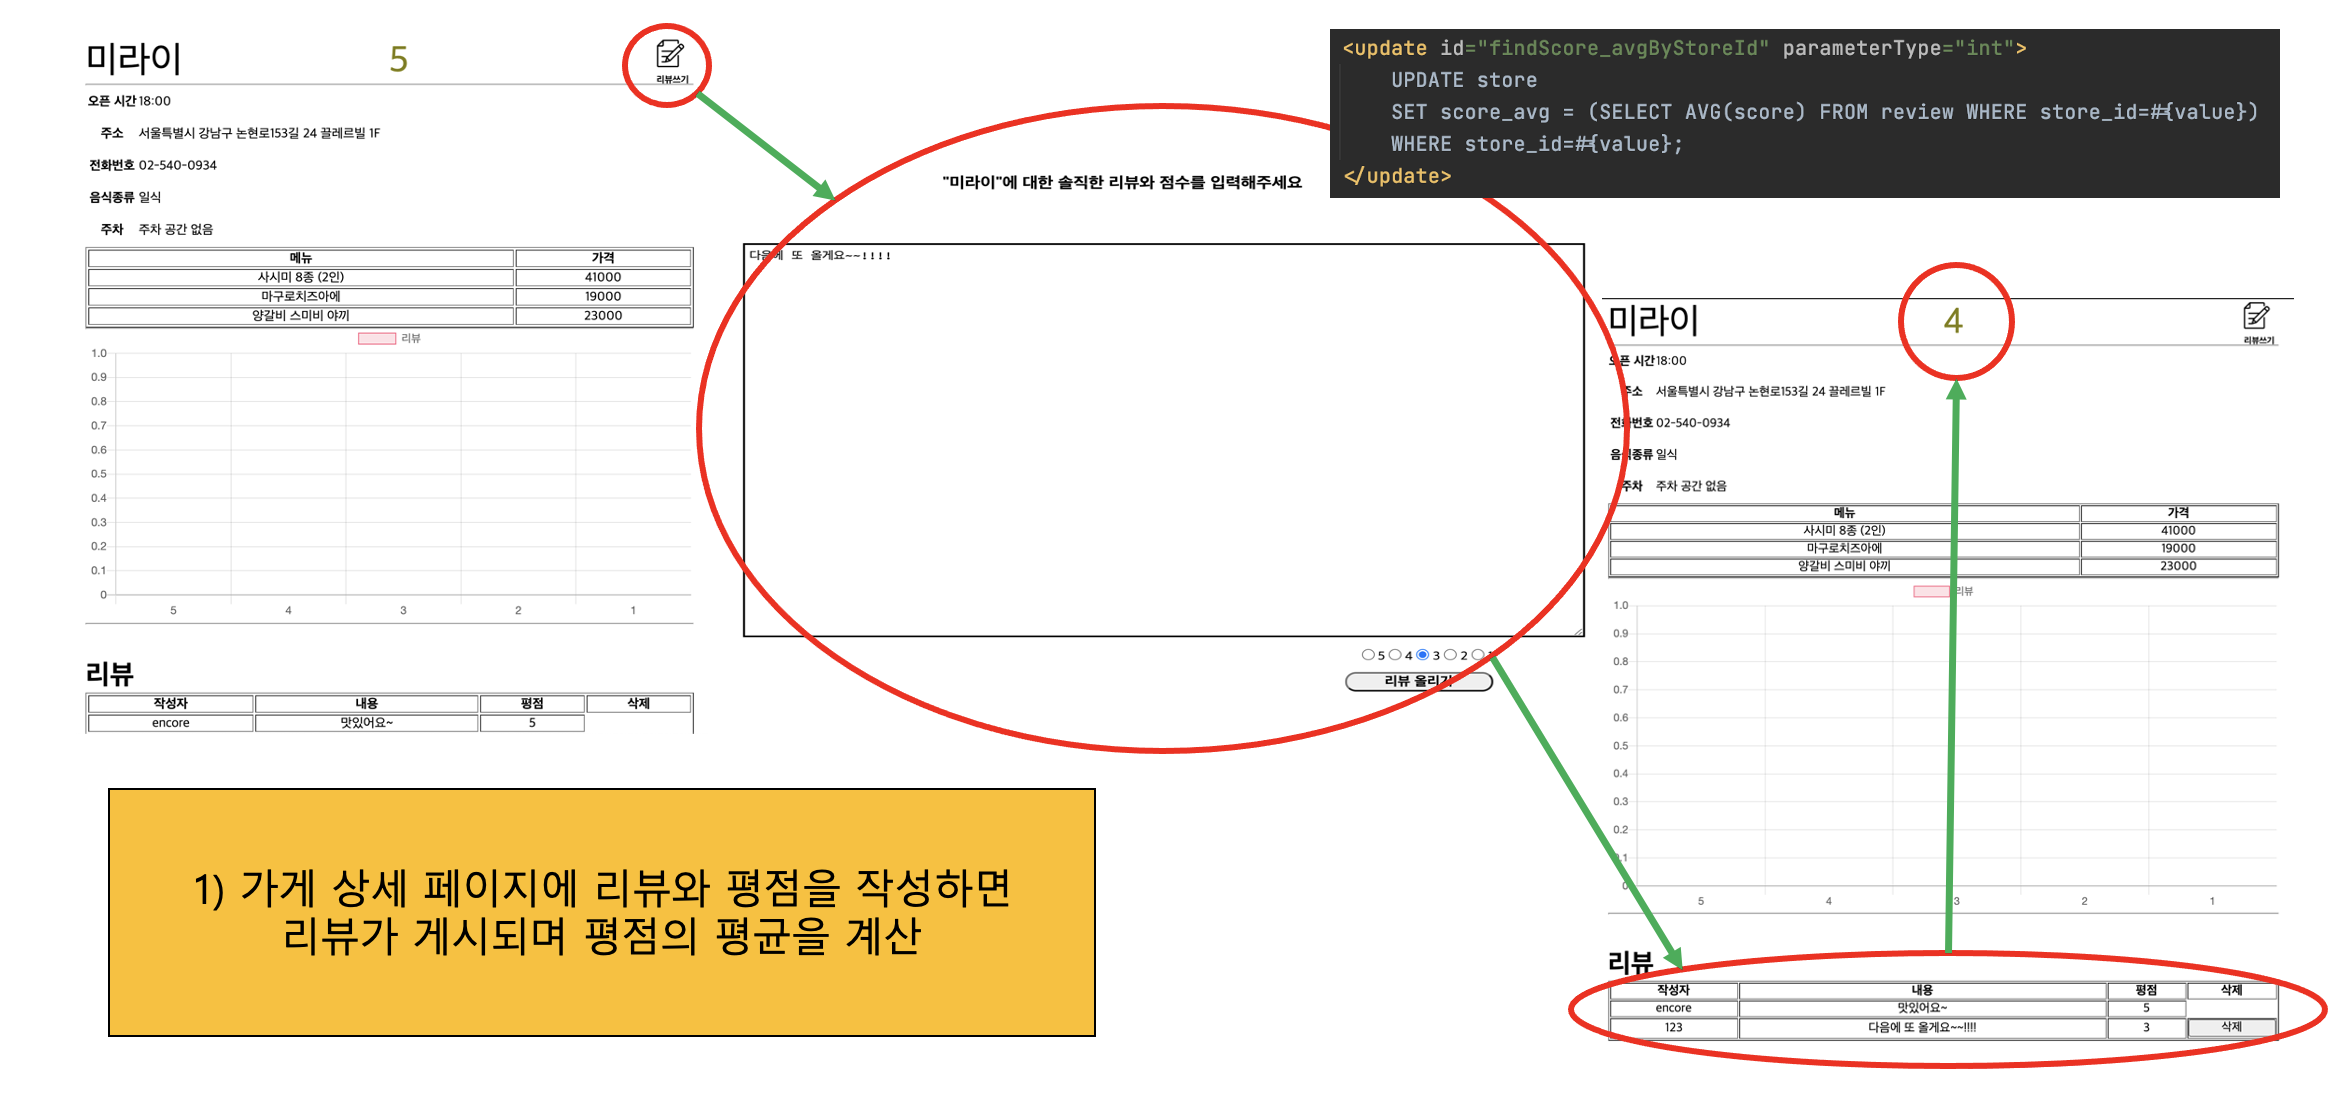 미라이 5
리뷰쓰기
오픈 시간 18:00
주소 서울특별시 강남구 논현로153길 24 끌레르빌 1F
전화번호 02-540-0934
음식종류 일식
주차 주차 공간 없음
메뉴 가격
사시미 8종 (2인) 41000
마구로치즈아에 19000
양갈비 스미비 야끼 23000
리뷰
1.0
0.9
0.8
0.7
0.6
0.5
0.4
0.3
0.2
0.1
0
5 4 3 2 1
리뷰
작성자 내용 평점 삭제
encore 맛있어요~ 5
"미라이"에 대한 솔직한 리뷰와 점수를 입력해주세요
다음에 또 올게요~~!!!!
5 4 3 2 1
리뷰 올리기
<update id="findScore_avgByStoreId" parameterType="int">
UPDATE store
SET score_avg = (SELECT AVG(score) FROM review WHERE store_id=#{value})
WHERE store_id=#{value};
</update>
미라이 4
리뷰쓰기
오픈 시간 18:00
주소 서울특별시 강남구 논현로153길 24 끌레르빌 1F
전화번호 02-540-0934
음식종류 일식
주차 주차 공간 없음
메뉴 가격
사시미 8종 (2인) 41000
마구로치즈아에 19000
양갈비 스미비 야끼 23000
리뷰
1.0
0.9
0.8
0.7
0.6
0.5
0.4
0.3
0.2
0.1
0
5 4 3 2 1
리뷰
작성자 내용 평점 삭제
encore 맛있어요~ 5
123 다음에 또 올게요~~!!!! 3 삭제
1) 가게 상세 페이지에 리뷰와 평점을 작성하면
리뷰가 게시되며 평점의 평균을 계산